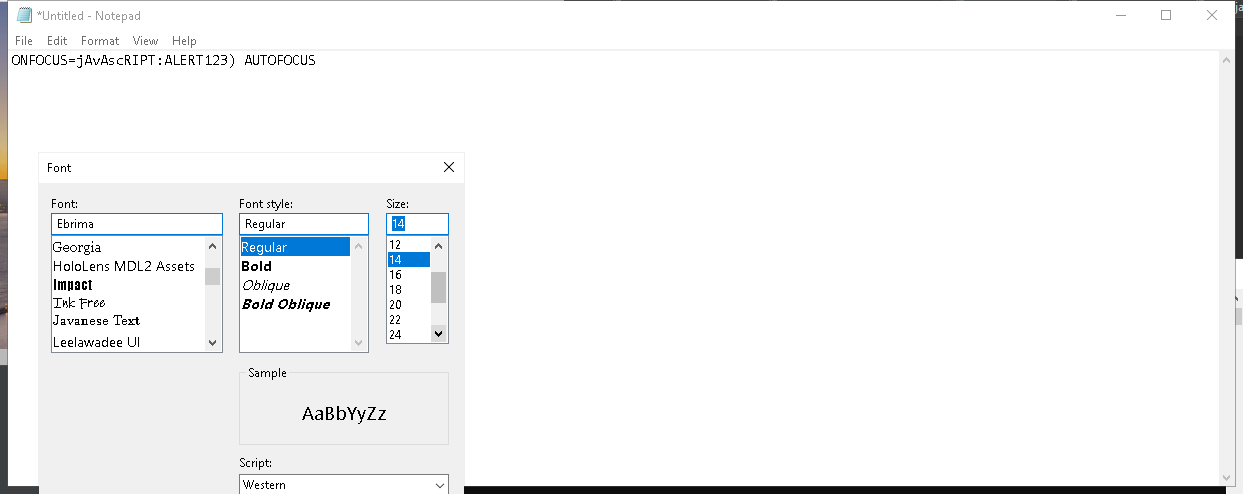 *Untitled - Notepad
File Edit Format View Help
ONFOCUS=jAvAscRIPT:ALERT123) AUTOFOCUS
Font
Font: Font style: Size:
Ebrima Regular 14
Georgia Regular 12
HoloLens MDL2 Assets Bold 14
Impact Oblique 16
Ink Free Bold Oblique 18
Javanese Text 20
Leelawadee UI 22
24
Sample
AaBbYyZz
Script:
Western